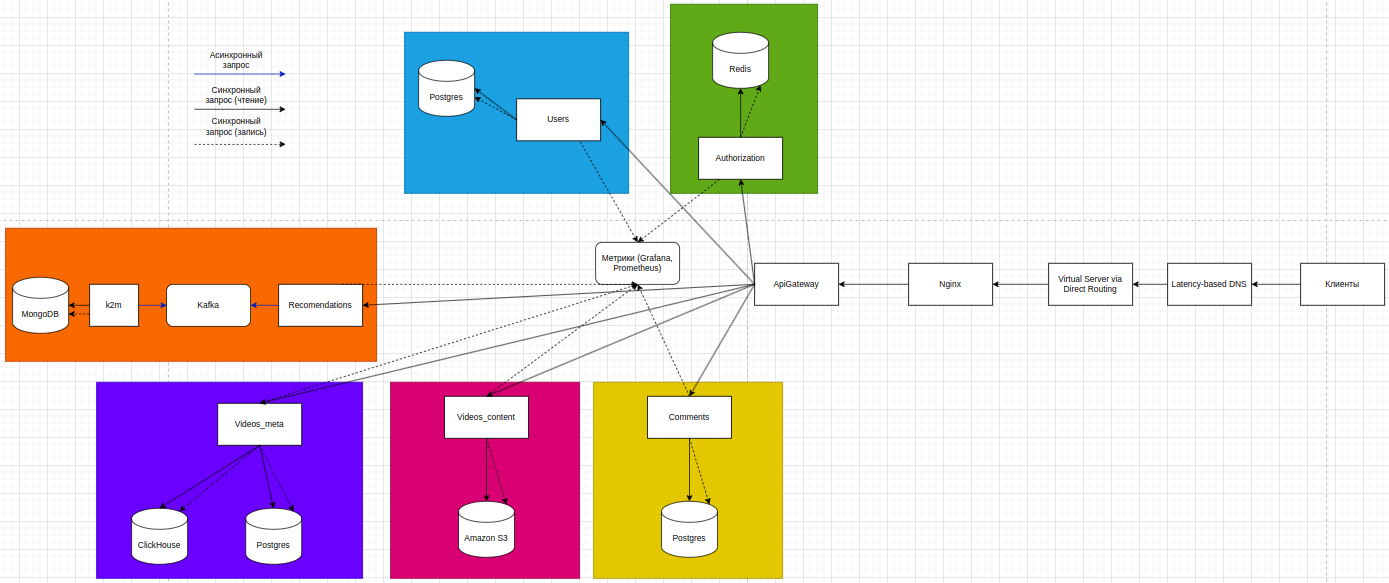 Асинхронный
запрос
Синхронный
запрос (чтение)
Синхронный
запрос (запись)
Postgres
Users
Redis
Authorization
Метрики (Grafana,
Prometheus)
ApiGateway
Nginx
Virtual Server via
Direct Routing
Latency-based DNS
Клиенты
MongoDB
k2m
Kafka
Recomendations
Videos_meta
ClickHouse
Postgres
Videos_content
Amazon S3
Comments
Postgres